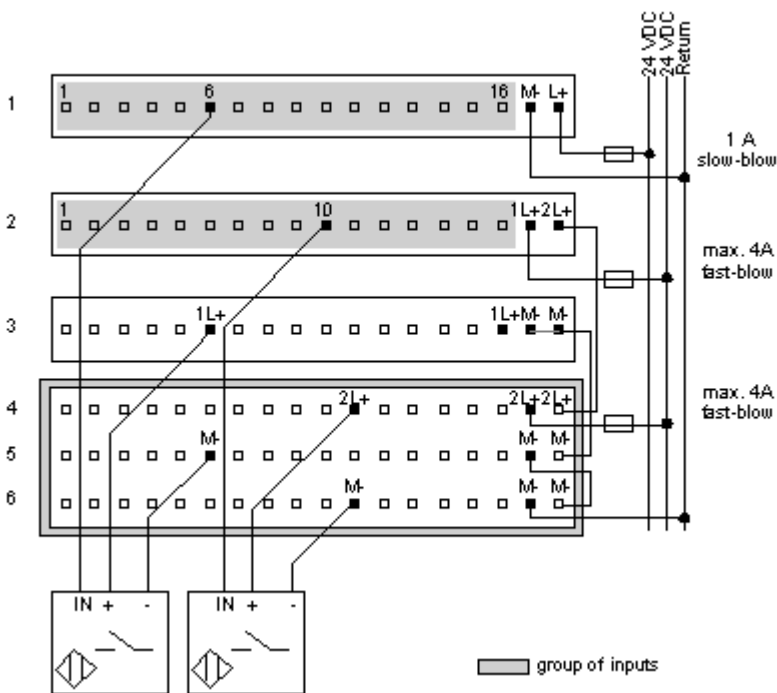 24 VDC
24 VDC
Return
1 6 16 M- L+
1
1 A
slow-blow
1 10 1L+ 2L+
2
max. 4A
fast-blow
1L+ 1L+ M- M-
3
max. 4A
fast-blow
2L+ 2L+ 2L+
4
M- M- M-
5
M- M- M-
6
IN + - IN + -
group of inputs